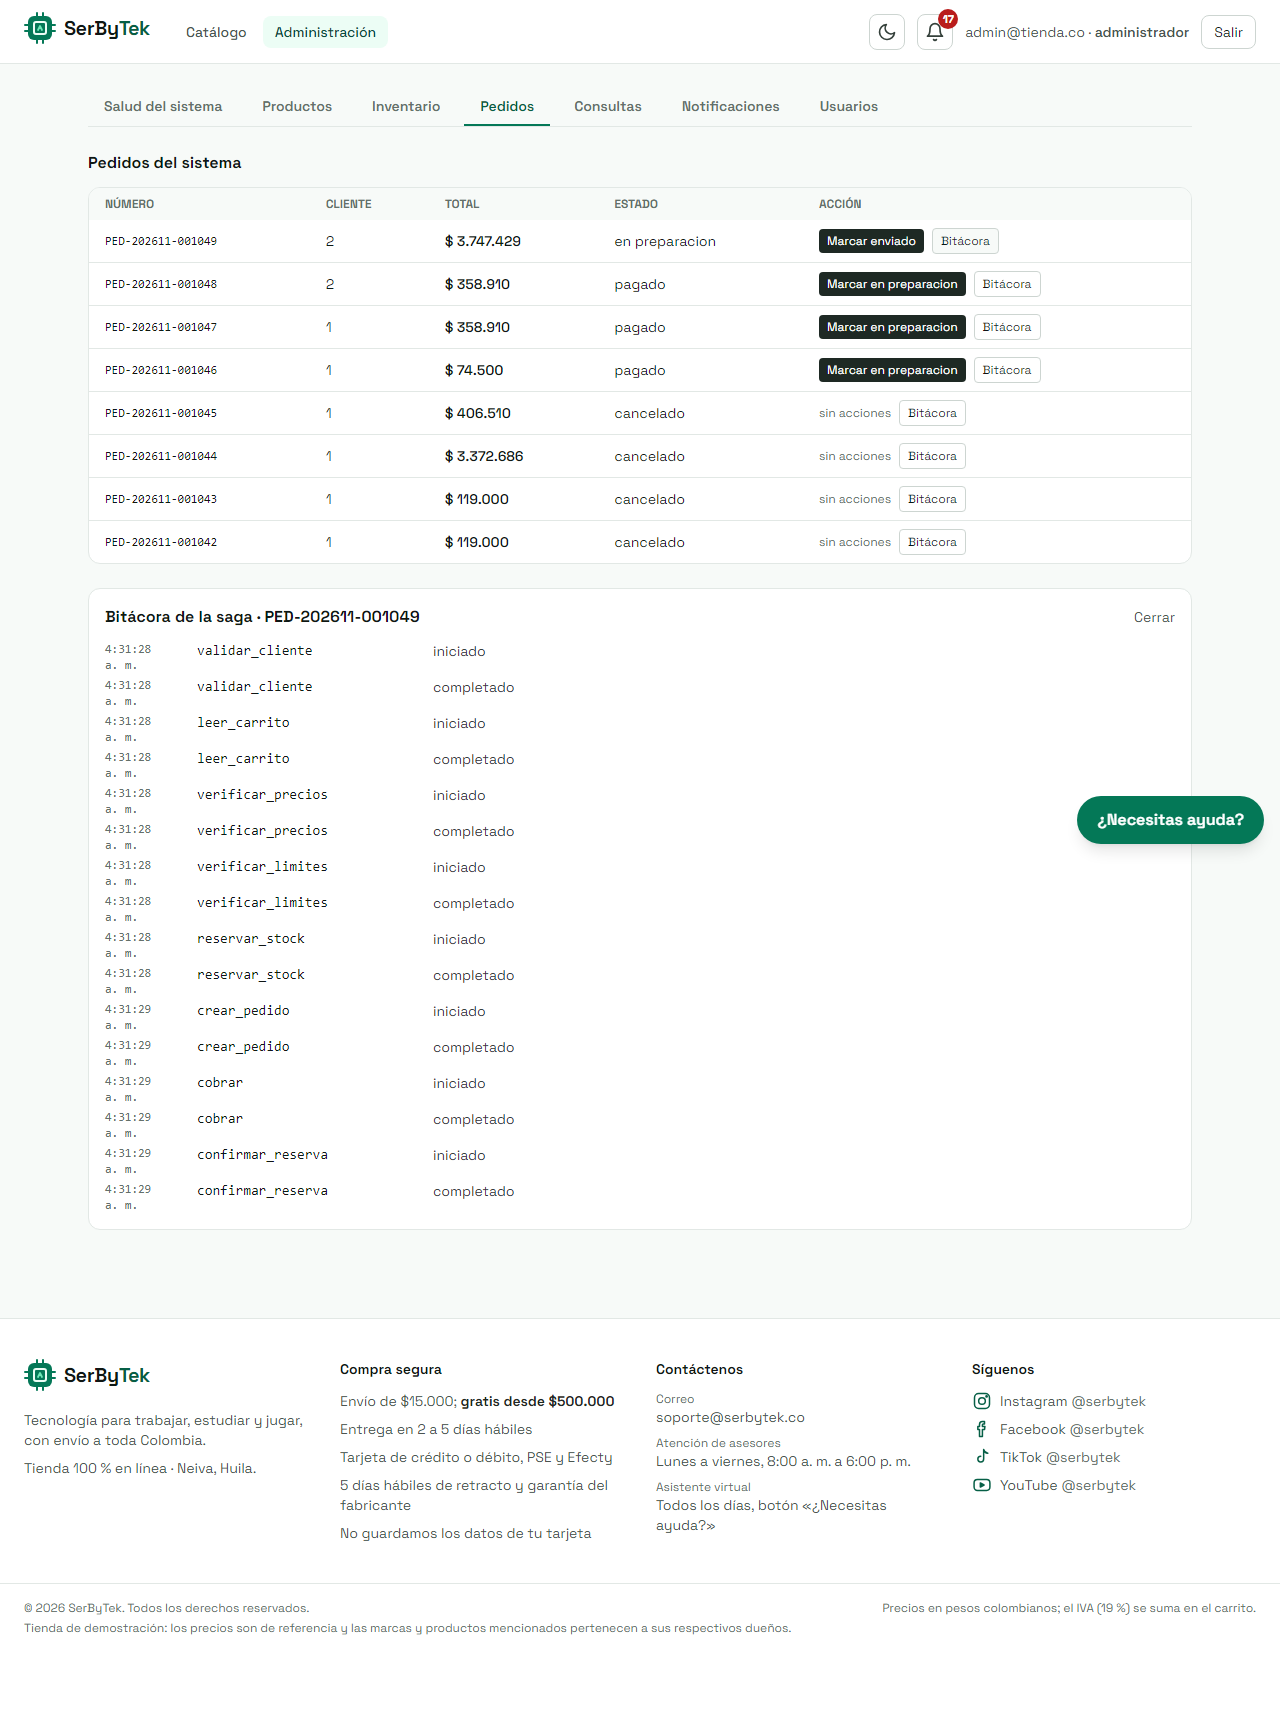 SerByTek
Catálogo
Administración
17
admin@tienda.co · administrador
Salir
Salud del sistema
Productos
Inventario
Pedidos
Consultas
Notificaciones
Usuarios
Pedidos del sistema
NÚMERO CLIENTE TOTAL ESTADO ACCIÓN
PED-202611-001049 2 $ 3.747.429 en preparacion Marcar enviado Bitácora
PED-202611-001048 2 $ 358.910 pagado Marcar en preparacion Bitácora
PED-202611-001047 1 $ 358.910 pagado Marcar en preparacion Bitácora
PED-202611-001046 1 $ 74.500 pagado Marcar en preparacion Bitácora
PED-202611-001045 1 $ 406.510 cancelado sin acciones Bitácora
PED-202611-001044 1 $ 3.372.686 cancelado sin acciones Bitácora
PED-202611-001043 1 $ 119.000 cancelado sin acciones Bitácora
PED-202611-001042 1 $ 119.000 cancelado sin acciones Bitácora
Bitácora de la saga · PED-202611-001049
Cerrar
4:31:28 a. m. validar_cliente iniciado
4:31:28 a. m. validar_cliente completado
4:31:28 a. m. leer_carrito iniciado
4:31:28 a. m. leer_carrito completado
4:31:28 a. m. verificar_precios iniciado
4:31:28 a. m. verificar_precios completado
4:31:28 a. m. verificar_limites iniciado
4:31:28 a. m. verificar_limites completado
4:31:28 a. m. reservar_stock iniciado
4:31:28 a. m. reservar_stock completado
4:31:29 a. m. crear_pedido iniciado
4:31:29 a. m. crear_pedido completado
4:31:29 a. m. cobrar iniciado
4:31:29 a. m. cobrar completado
4:31:29 a. m. confirmar_reserva iniciado
4:31:29 a. m. confirmar_reserva completado
¿Necesitas ayuda?
SerByTek
Tecnología para trabajar, estudiar y jugar,
con envío a toda Colombia.
Tienda 100 % en línea · Neiva, Huila.
Compra segura
Envío de $15.000; gratis desde $500.000
Entrega en 2 a 5 días hábiles
Tarjeta de crédito o débito, PSE y Efecty
5 días hábiles de retracto y garantía del
fabricante
No guardamos los datos de tu tarjeta
Contáctenos
Correo
soporte@serbytek.co
Atención de asesores
Lunes a viernes, 8:00 a. m. a 6:00 p. m.
Asistente virtual
Todos los días, botón «¿Necesitas
ayuda?»
Síguenos
Instagram @serbytek
Facebook @serbytek
TikTok @serbytek
YouTube @serbytek
© 2026 SerByTek. Todos los derechos reservados.
Precios en pesos colombianos; el IVA (19 %) se suma en el carrito.
Tienda de demostración: los precios son de referencia y las marcas y productos mencionados pertenecen a sus respectivos dueños.